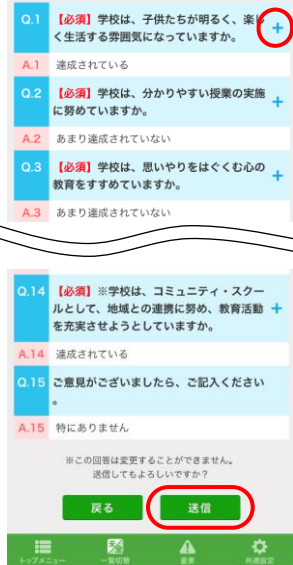 Q.1 【必須】学校は、子供たちが明るく、楽し
く生活する雰囲気になっていますか。
A.1 達成されている
Q.2 【必須】学校は、分かりやすい授業の実施
に努めていますか。
A.2 あまり達成されていない
Q.3 【必須】学校は、思いやりをはぐくむ心の
教育をすすめていますか。
A.3 あまり達成されていない
Q.14 【必須】※学校は、コミュニティ・スクー
ルとして、地域との連携に努め、教育活動
を充実させようとしていますか。
A.14 達成されている
Q.15 ご意見がございましたら、ご記入ください
。
A.15 特にありません
※この回答は変更することができません。
送信してもよろしいですか？
戻る 送信
トップメニュー 一覧切替 重要 共通設定